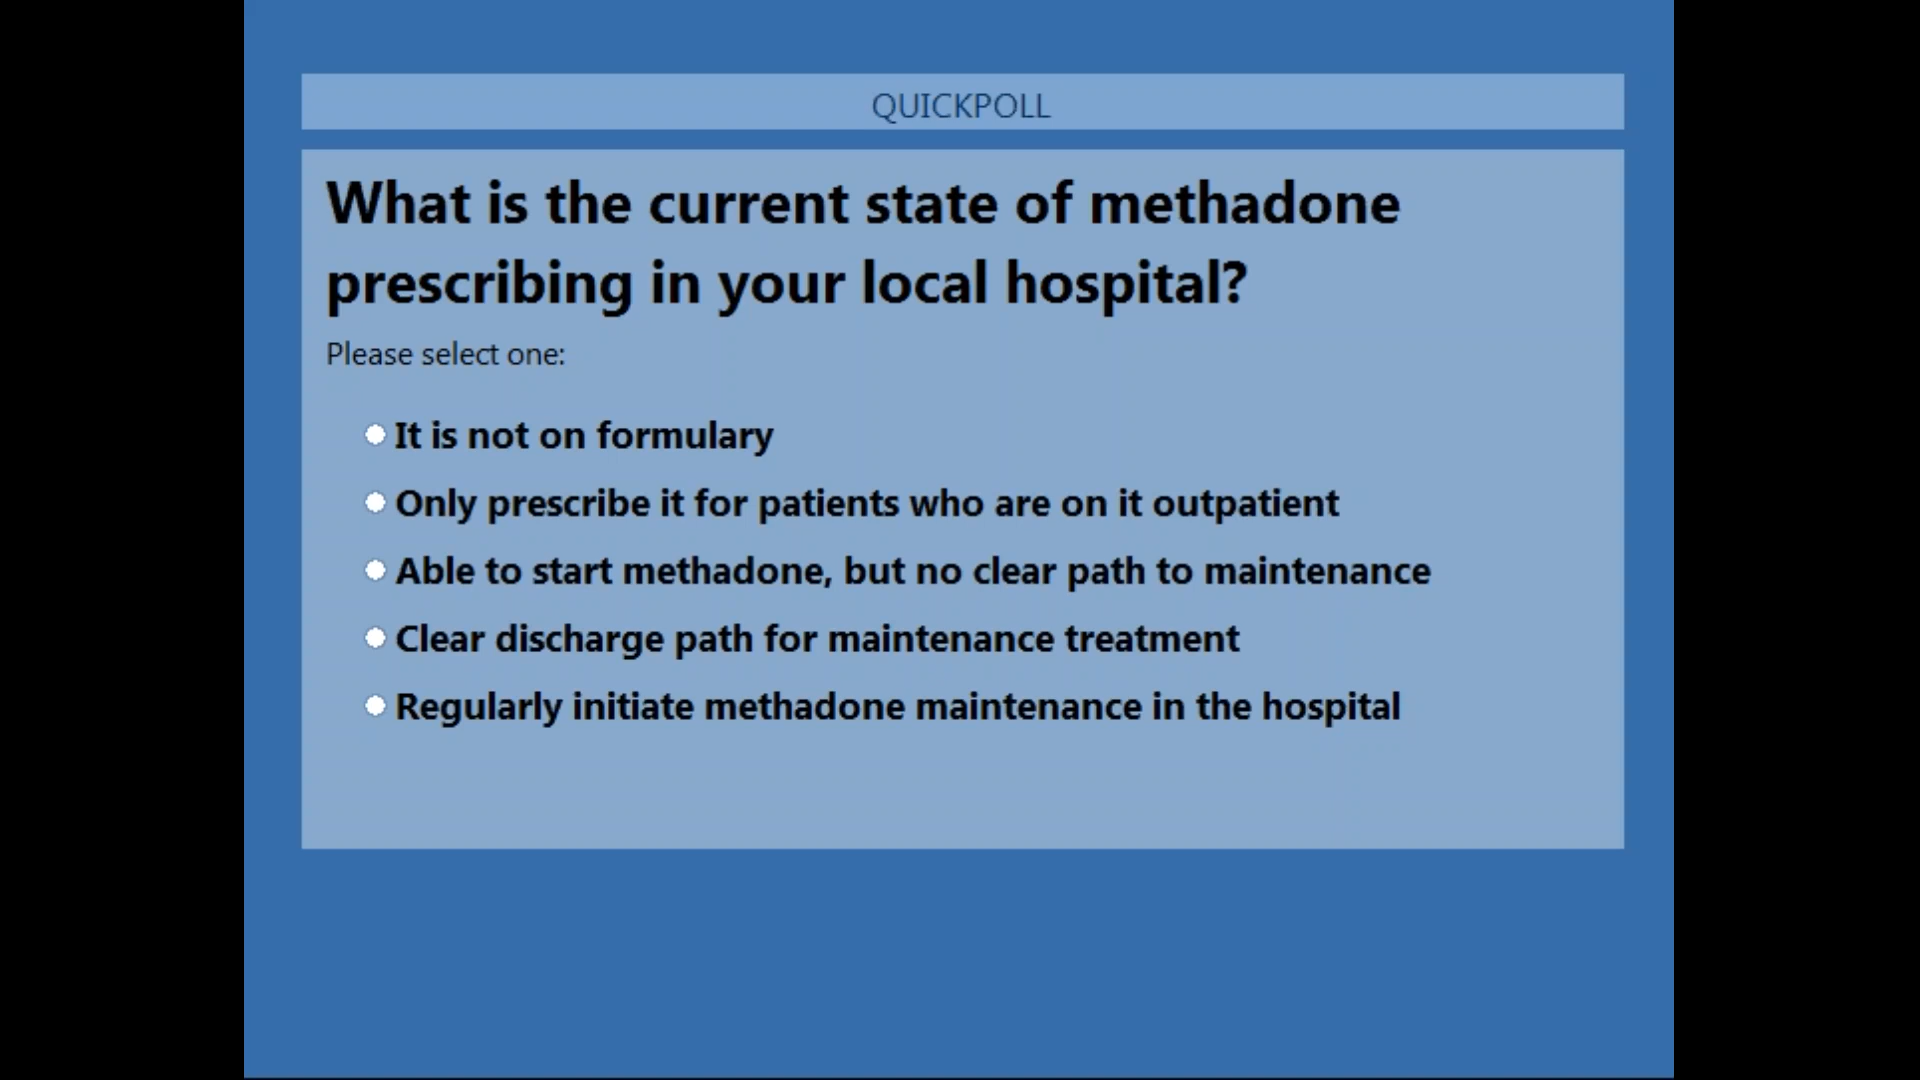 QUICKPOLL
What is the current state of methadone
prescribing in your local hospital?
Please select one:
It is not on formulary
Only prescribe it for patients who are on it outpatient
Able to start methadone, but no clear path to maintenance
Clear discharge path for maintenance treatment
Regularly initiate methadone maintenance in the hospital